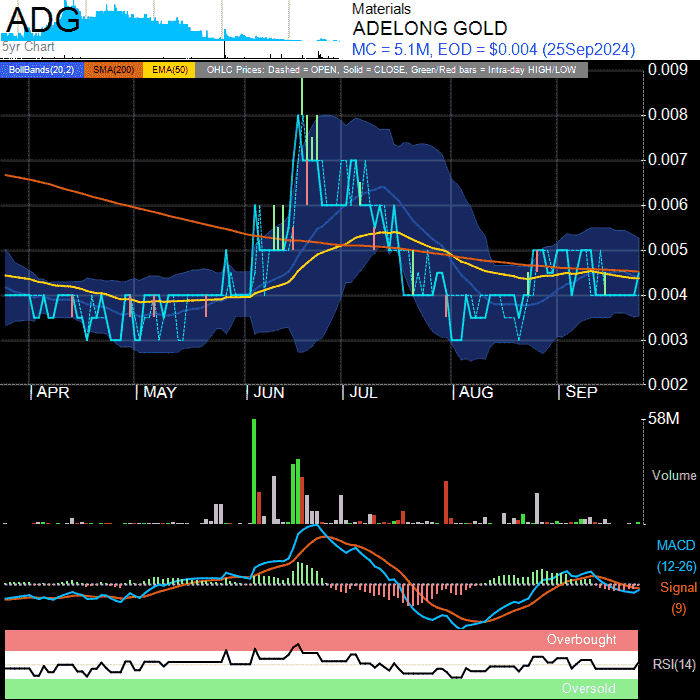 ADG
5yr Chart
Materials
ADELONG GOLD
MC = 5.1M, EOD = $0.004 (25Sep2024)
BollBands(20,2) SMA(200) EMA(50) OHLC Prices: Dashed = OPEN, Solid = CLOSE, Green/Red bars = Intra-day HIGH/LOW
0.009
0.008
0.007
0.006
0.005
0.004
0.003
0.002
APR MAY JUN JUL AUG SEP
58M
Volume
MACD
(12-26)
Signal
(9)
Overbought
RSI(14)
Oversold